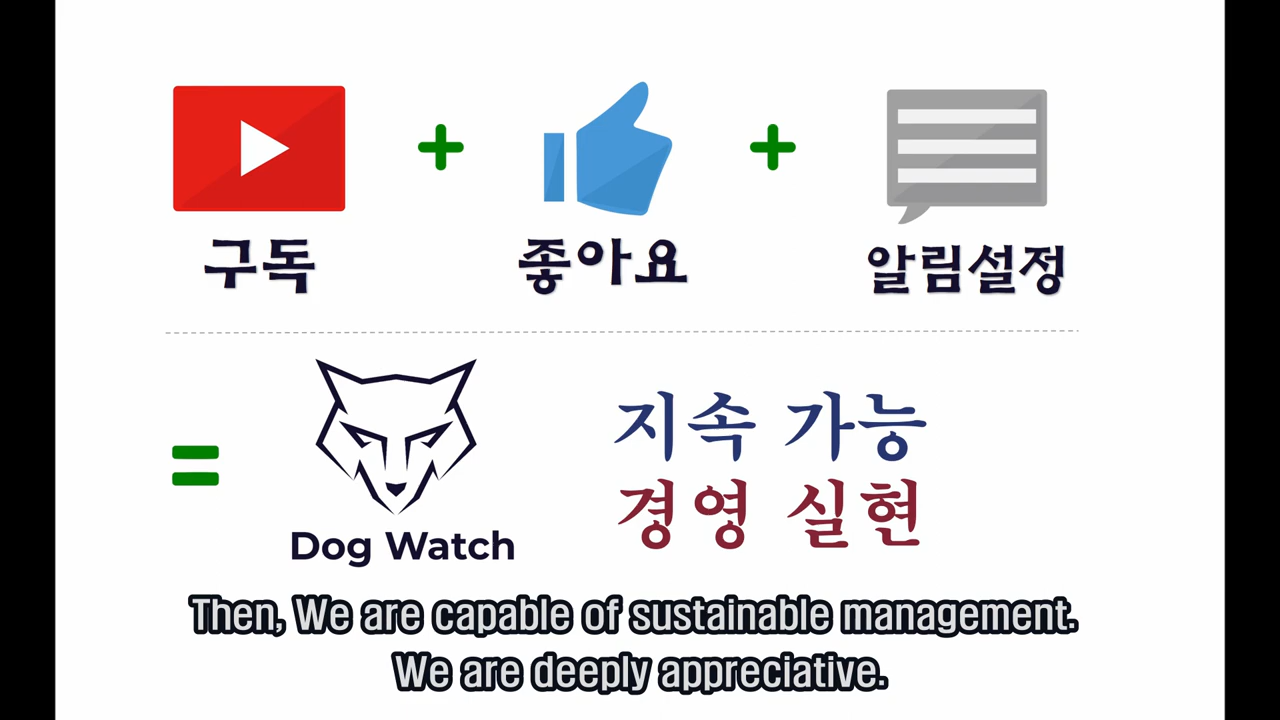 구독
좋아요
알림설정
지속 가능
경영 실현
Dog Watch
Then, We are capable of sustainable management.
We are deeply appreciative.